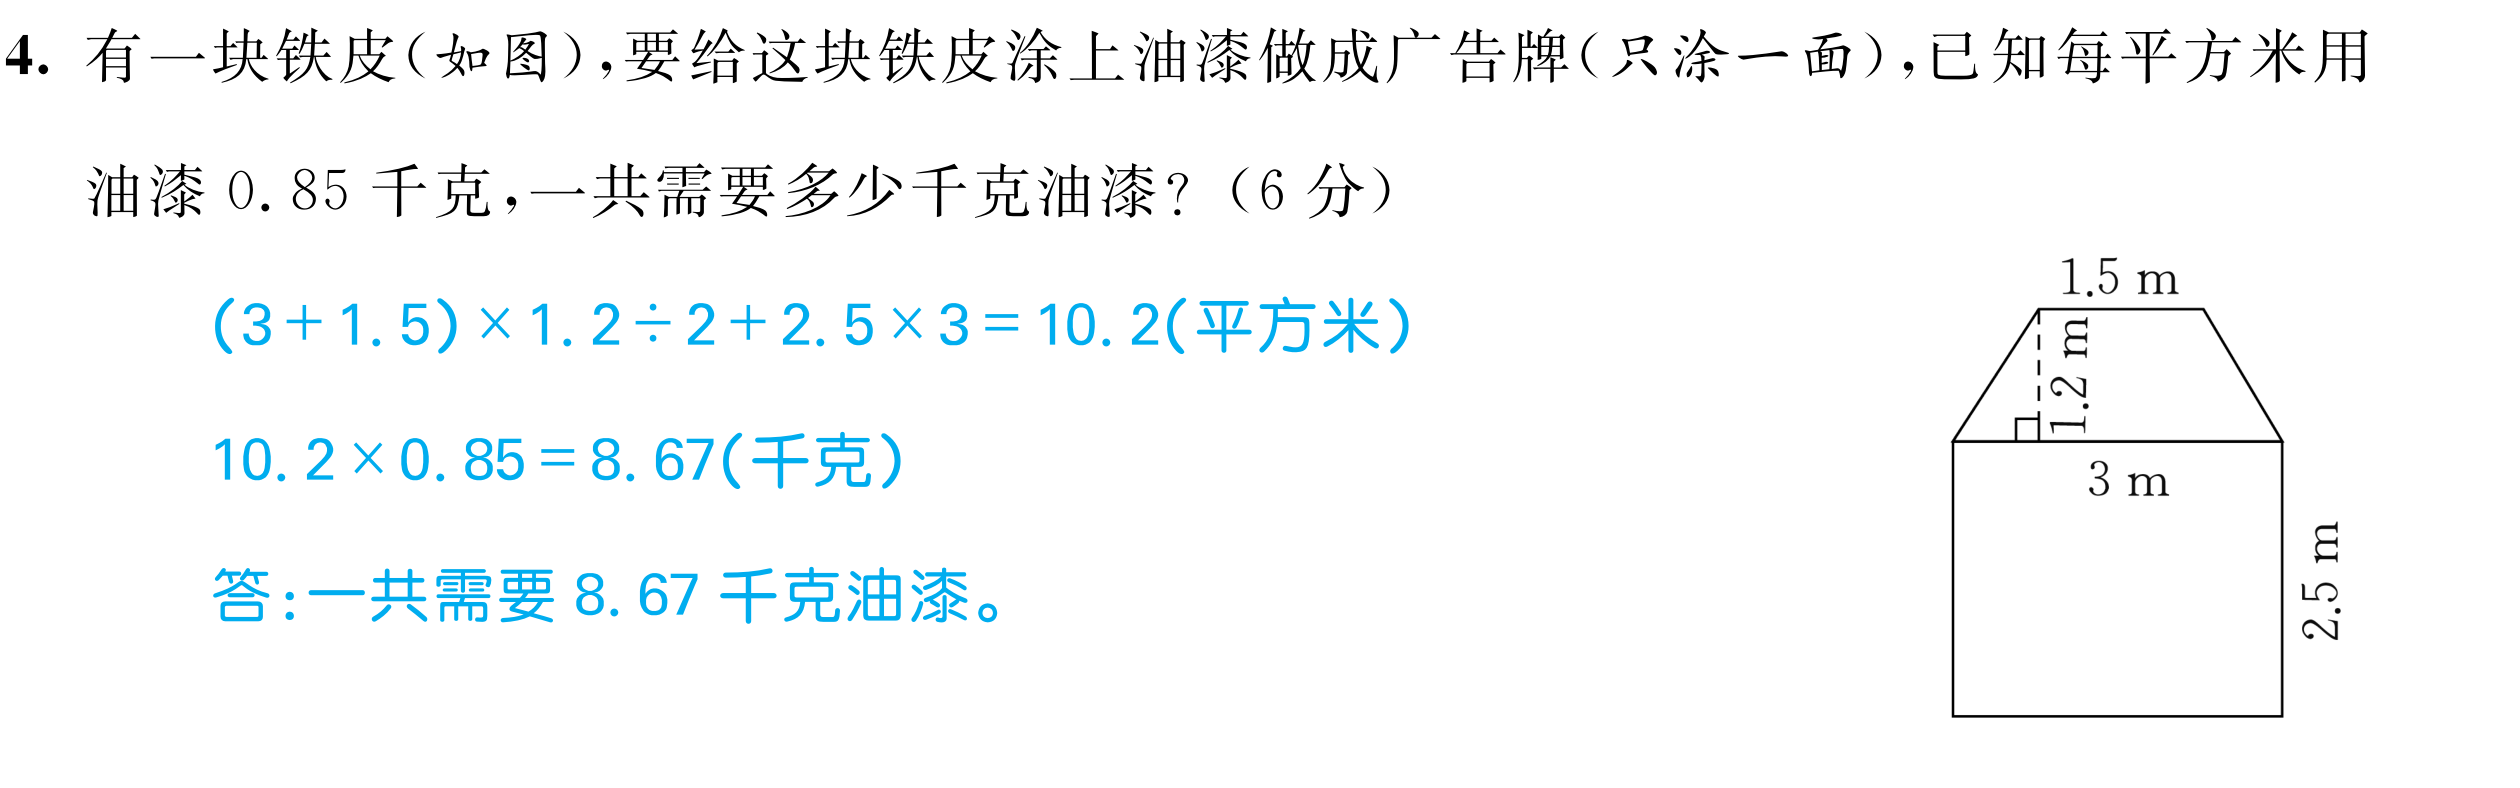 4. 有一块铁皮(如图),要给这块铁皮涂上油漆做成广告牌(只涂一面),已知每平方米用
油漆 0.85 千克,一共需要多少千克油漆?(6 分)
(3+1.5)×1.2÷2+2.5×3=10.2(平方米)
10.2×0.85=8.67(千克)
答:一共需要 8.67 千克油漆。
1.5 m
1.2 m
3 m
2.5 m